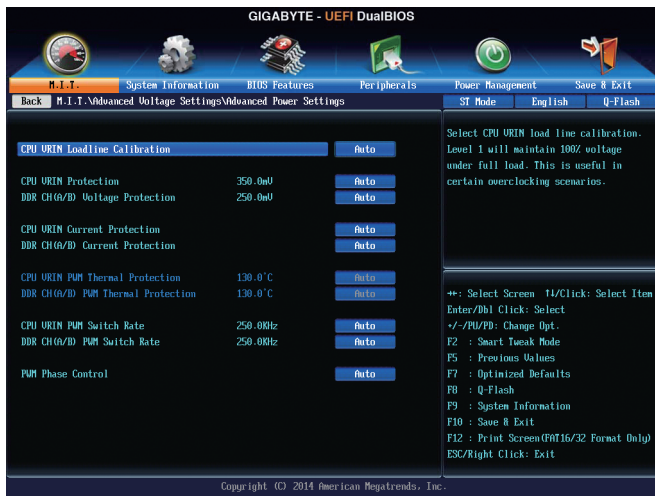 GIGABYTE - UEFI DualBIOS
M.I.T. System Information BIOS Features Peripherals Power Management Save & Exit
Back M.I.T.\Advanced Voltage Settings\Advanced Power Settings ST Mode English Q-Flash
CPU VRIN Loadline Calibration Auto
CPU VRIN Protection 350.0mV Auto
DDR CH(A/B) Voltage Protection 250.0mV Auto
CPU VRIN Current Protection Auto
DDR CH(A/B) Current Protection Auto
CPU VRIN PWM Thermal Protection 130.0°C Auto
DDR CH(A/B) PWM Thermal Protection 130.0°C Auto
CPU VRIN PWM Switch Rate 250.0KHz Auto
DDR CH(A/B) PWM Switch Rate 250.0KHz Auto
PWM Phase Control Auto
Select CPU VRIN load line calibration.
Level 1 will maintain 100% voltage
under full load. This is useful in
certain overclocking scenarios.
→←: Select Screen ↑↓/Click: Select Item
Enter/Dbl Click: Select
+/-/PU/PD: Change Opt.
F2 : Smart Tweak Mode
F5 : Previous Values
F7 : Optimized Defaults
F8 : Q-Flash
F9 : System Information
F10 : Save & Exit
F12 : Print Screen(FAT16/32 Format Only)
ESC/Right Click: Exit
Copyright (C) 2014 American Megatrends, Inc.